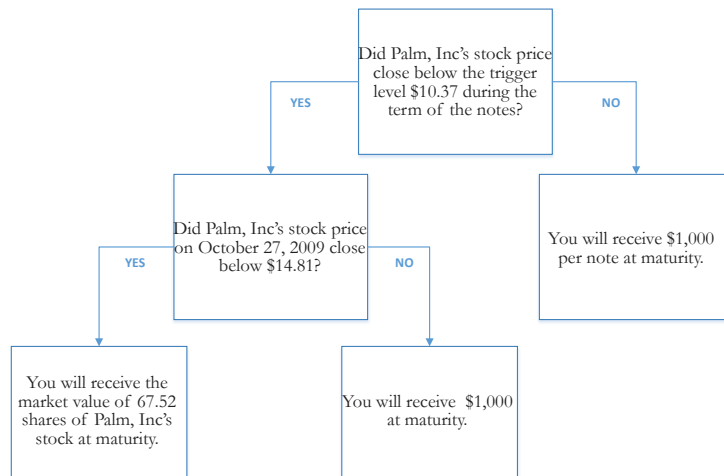 Did Palm, Inc's stock price
close below the trigger
level $10.37 during the
term of the notes?
YES
NO
Did Palm, Inc's stock price
on October 27, 2009 close
below $14.81?
You will receive $1,000
per note at maturity.
YES
NO
You will receive the
market value of 67.52
shares of Palm, Inc's
stock at maturity.
You will receive $1,000
at maturity.